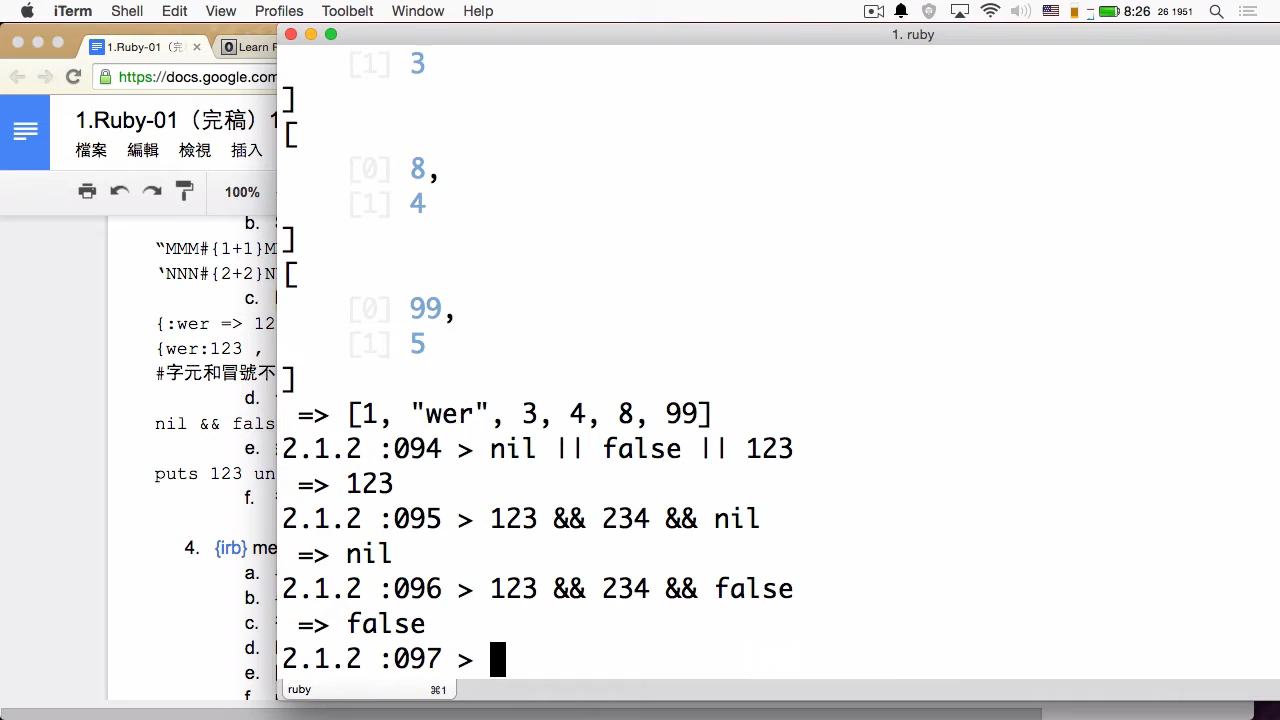 iTerm Shell Edit View Profiles Toolbelt Window Help 8:26 26 1951
1.Ruby-01（完 × Learn
1. ruby
https://docs.google.com
1.Ruby-01（完稿）1
檔案 編輯 檢視 插入
100%
b.
“MMM#{1+1}M
‘NNN#{2+2}N
c.
{:wer => 12
{wer:123 ,
#字元和冒號不
d.
nil && fals
e.
puts 123 un
f.
4. {irb} me
a.
b.
c.
d.
e.
f
[1] 3
]
[
[0] 8,
[1] 4
]
[
[0] 99,
[1] 5
]
=> [1, "wer", 3, 4, 8, 99]
2.1.2 :094 > nil || false || 123
=> 123
2.1.2 :095 > 123 && 234 && nil
=> nil
2.1.2 :096 > 123 && 234 && false
=> false
2.1.2 :097 >
ruby ⌘1